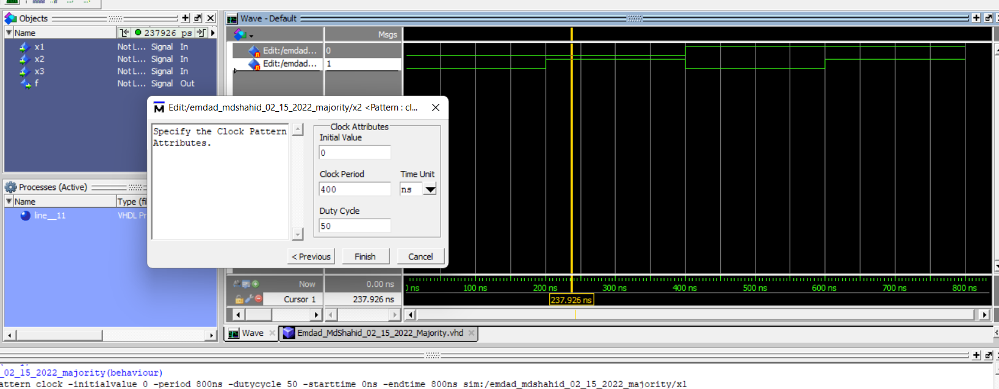 Objects
Name
237926 ps
x1 Not L... Signal In
x2 Not L... Signal In
x3 Not L... Signal In
f Not L... Signal Out
Processes (Active)
Name
Type (fi
line__11
VHDL Pr
Wave - Default
Msgs
Edit:/emdad... 0
Edit:/emdad... 1
Edit:/emdad_mdshahid_02_15_2022_majority/x2 <Pattern : cl...
Specify the Clock Pattern
Attributes.
Clock Attributes
Initial Value
0
Clock Period
Time Unit
400
ns
Duty Cycle
50
< Previous
Finish
Cancel
Now
0.00 ns
ns 100 ns 200 ns 300 ns 400 ns 500 ns 600 ns 700 ns 800 ns
Cursor 1
237.926 ns
237.926 ns
Wave
Emdad_MdShahid_02_15_2022_Majority.vhd
_02_15_2022_majority(behaviour)
attern clock -initialvalue 0 -period 800ns -dutycycle 50 -starttime 0ns -endtime 800ns sim:/emdad_mdshahid_02_15_2022_majority/x1